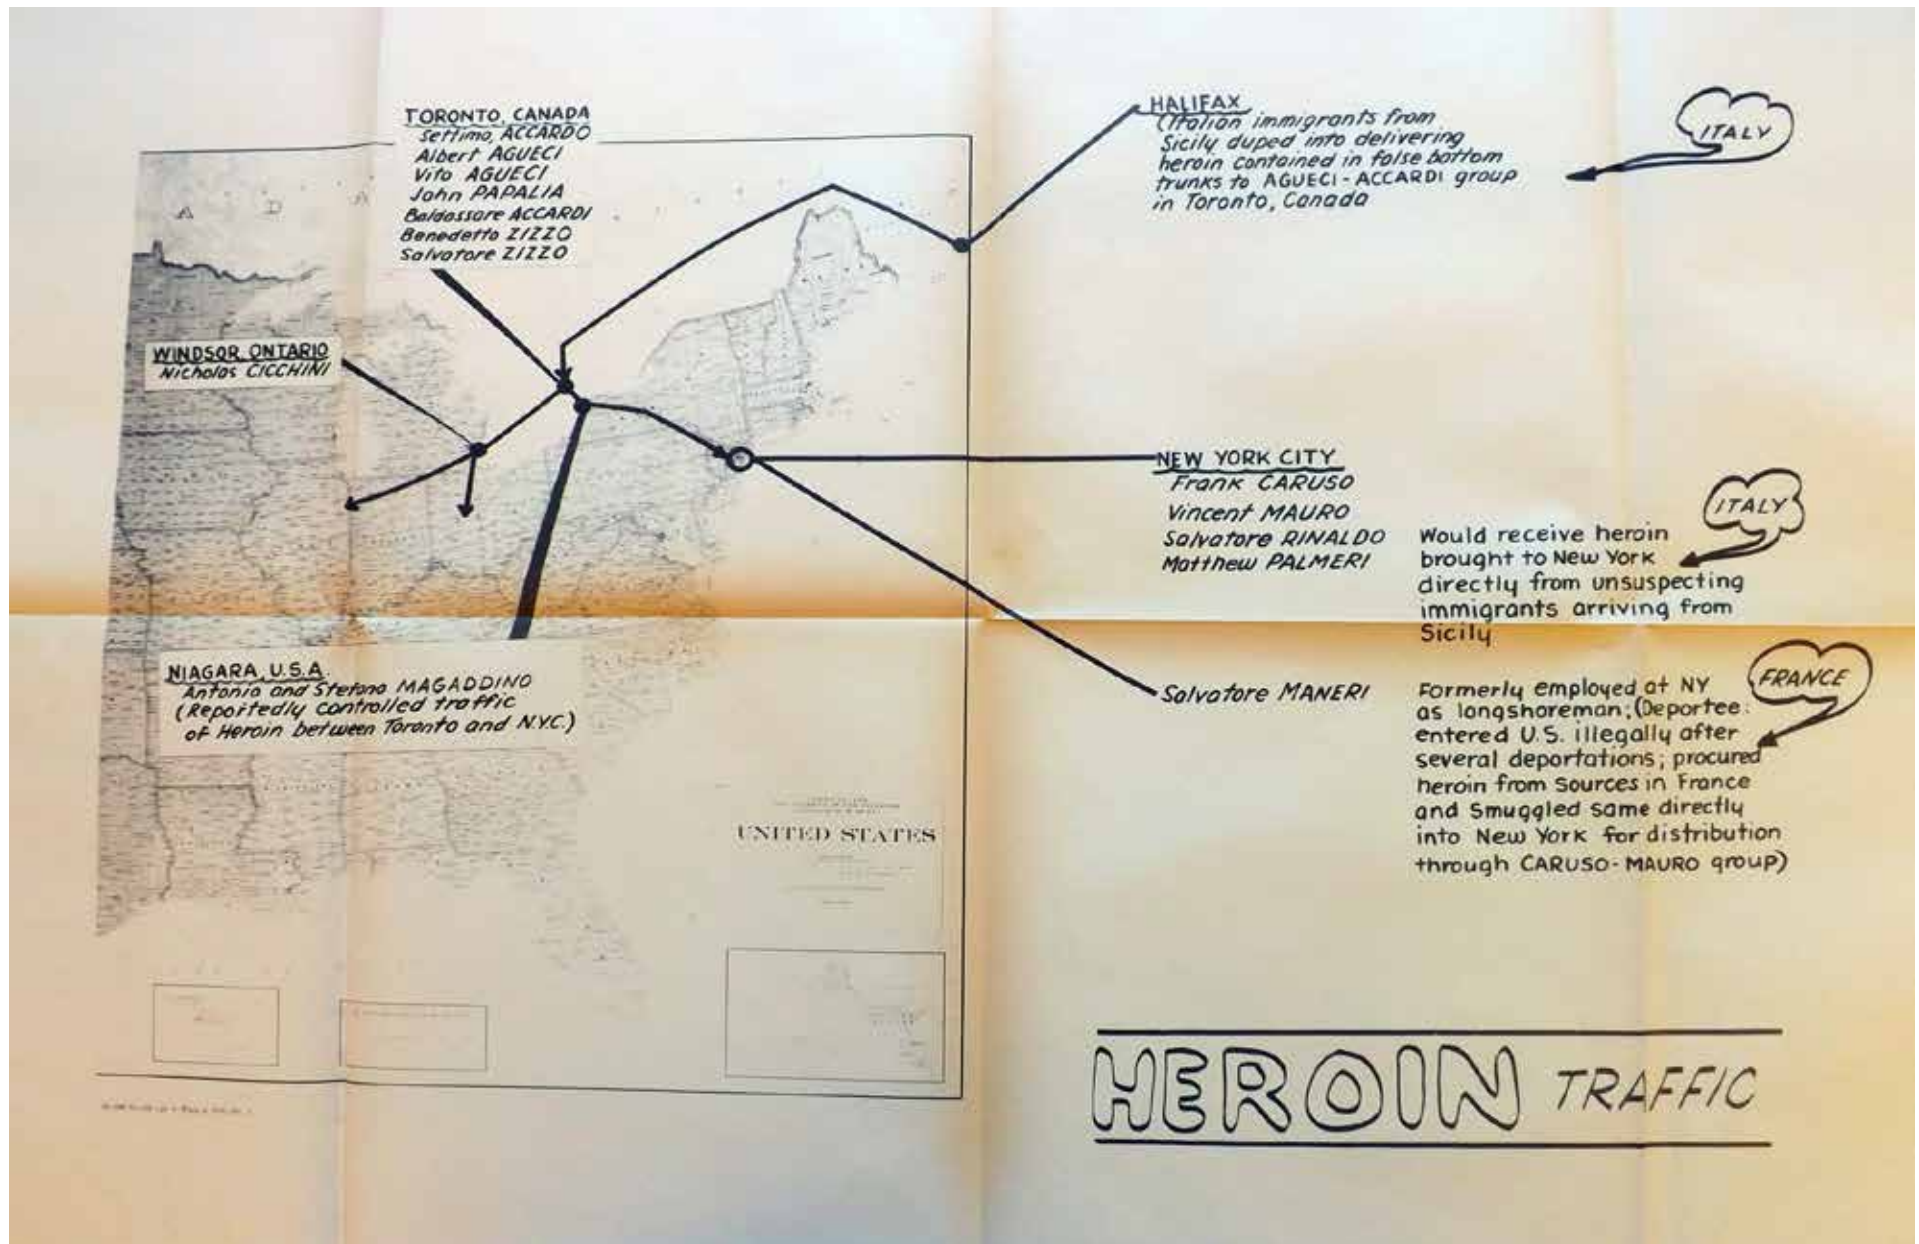 TORONTO, CANADA
Settimo, ACCARDO
Albert AGUECI
Vito AGUECI
John PAPALIA
Baldassare ACCARDI
Benedetto ZIZZO
Salvatore ZIZZO
HALIFAX
(Italian immigrants from
Sicily duped into delivering
heroin contained in false bottom
trunks to AGUECI-ACCARDI group
in Toronto, Canada
ITALY
A D A
WINDSOR, ONTARIO
Nicholas CICCHINI
NEW YORK CITY
Frank CARUSO
Vincent MAURO
Salvatore RINALDO
Matthew PALMERI
ITALY
Would receive heroin
brought to New York
directly from unsuspecting
immigrants arriving from
Sicily
NIAGARA, U.S.A.
Antonio and Stefano MAGADDINO
(Reportedly controlled traffic
of Heroin between Toronto and N.Y.C.)
Salvatore MANERI
FRANCE
Formerly employed at NY
as longshoreman; (Deportee:
entered U.S. illegally after
several deportations; procured
heroin from sources in France
and Smuggled same directly
into New York for distribution
through CARUSO-MAURO group)
UNITED STATES
HEROIN TRAFFIC